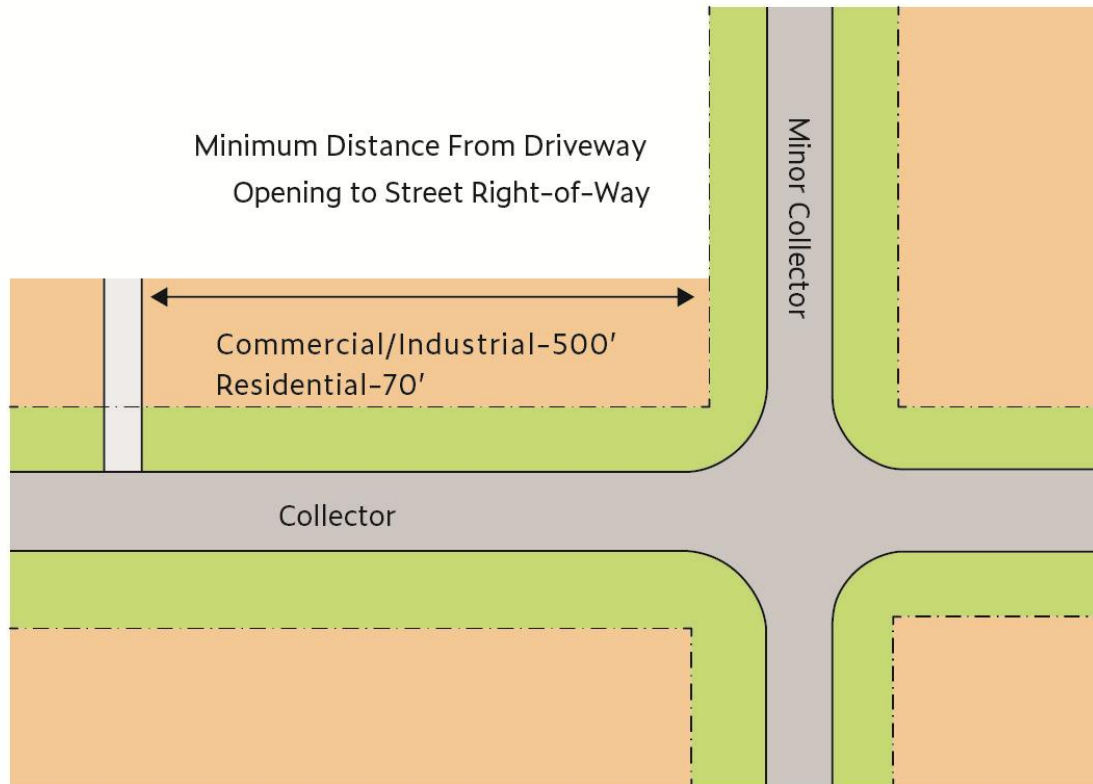 Minimum Distance From Driveway
Opening to Street Right-of-Way
Minor Collector
Commercial/Industrial-500'
Residential-70'
Collector